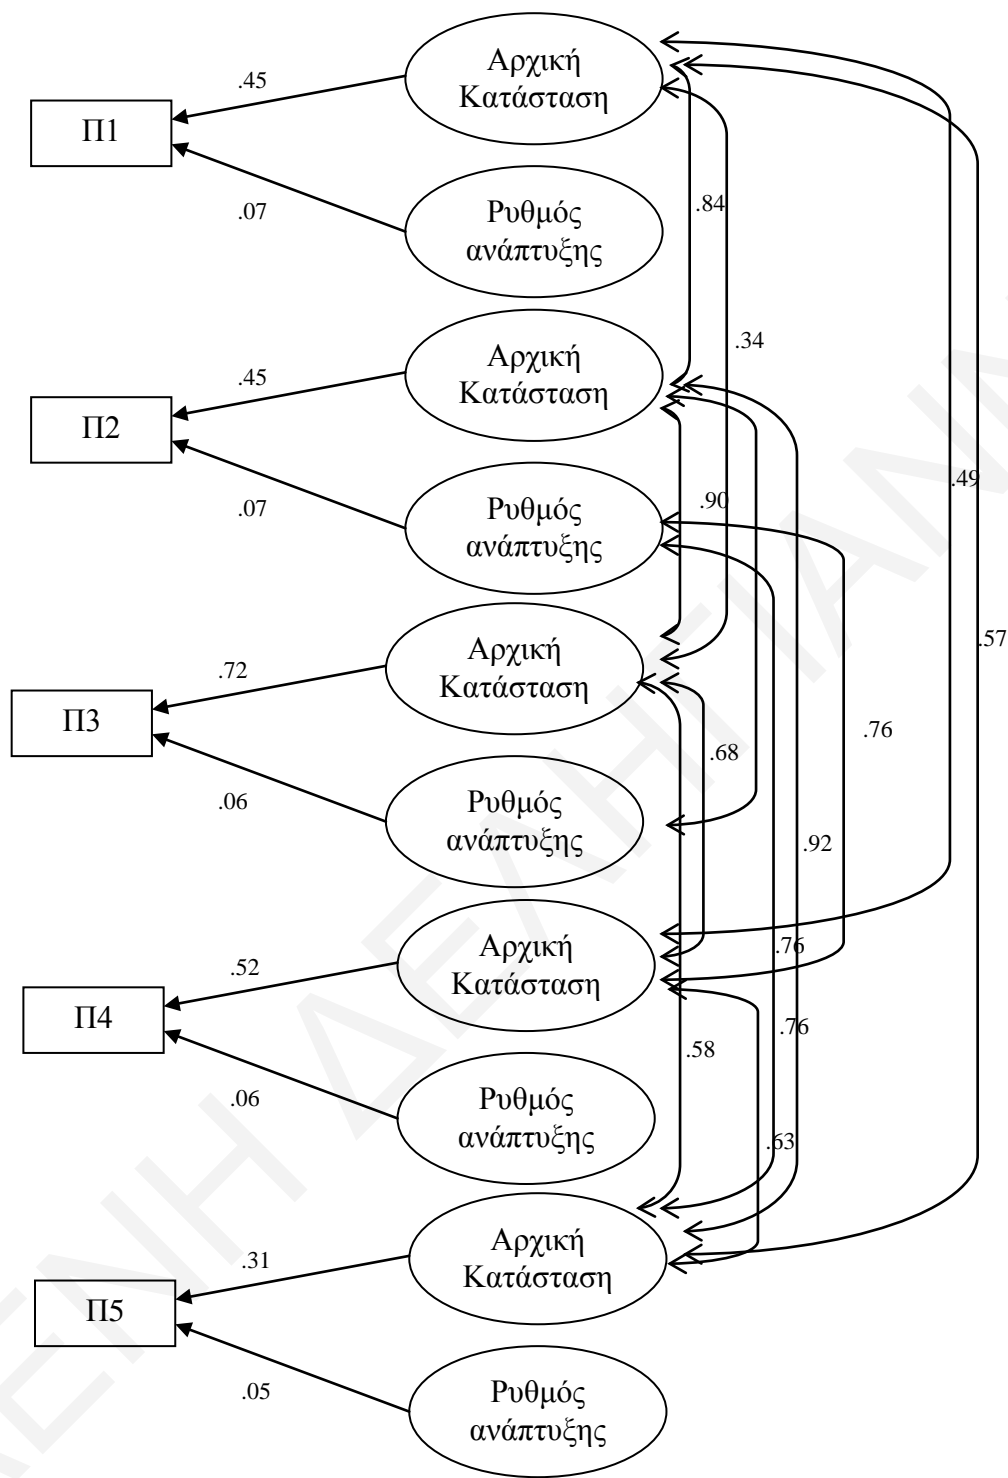 Αρχική
Κατάσταση
.45
Π1
.07
Ρυθμός
ανάπτυξης
.84
.34
Αρχική
Κατάσταση
.45
Π2
.07
Ρυθμός
ανάπτυξης
.90
.49
Αρχική
Κατάσταση
.57
.72
Π3
.76
.68
.06
Ρυθμός
ανάπτυξης
.92
Αρχική
Κατάσταση
.76
.52
Π4
.76
.58
.06
Ρυθμός
ανάπτυξης
.63
Αρχική
Κατάσταση
.31
Π5
.05
Ρυθμός
ανάπτυξης